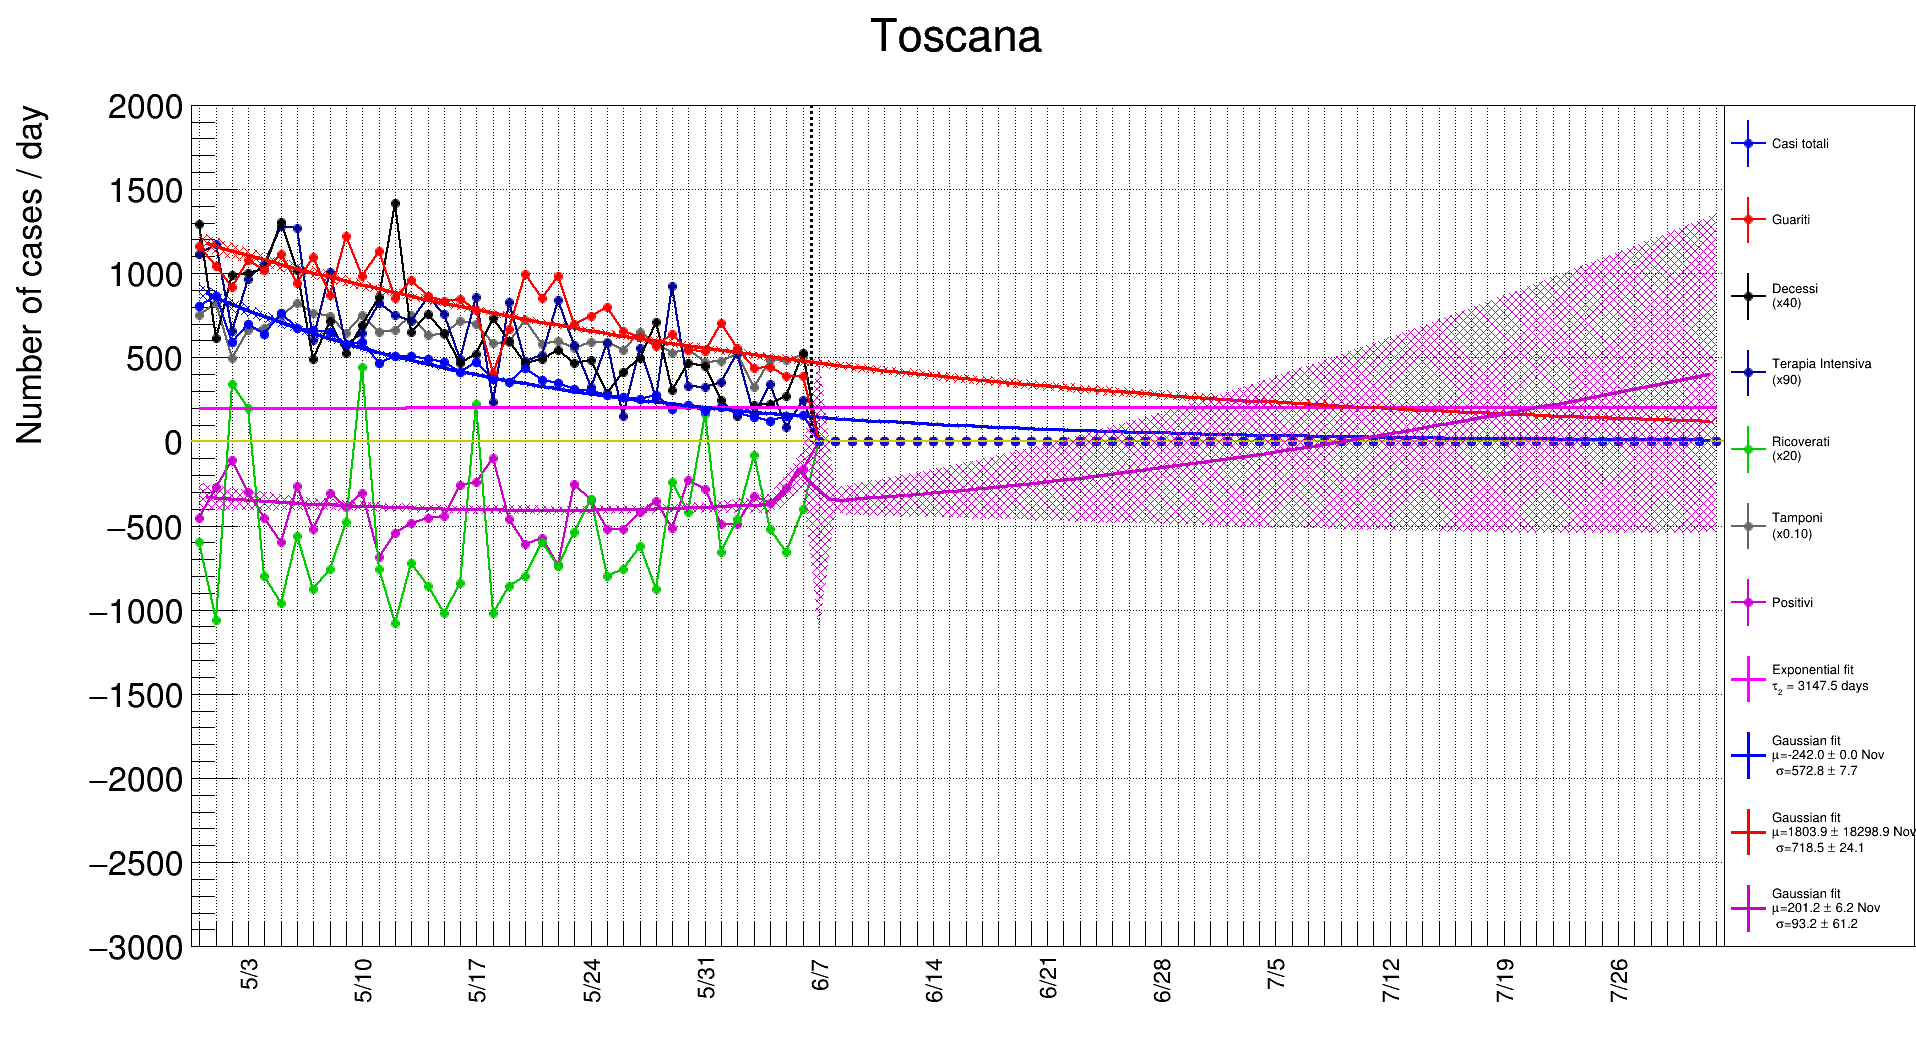 Toscana
Number of cases / day
2000
1500
1000
500
0
−500
−1000
−1500
−2000
−2500
−3000
5/3
5/10
5/17
5/24
5/31
6/7
6/14
6/21
6/28
7/5
7/12
7/19
7/26
Casi totali
Guariti
Decessi
(x40)
Terapia Intensiva
(x90)
Ricoverati
(x20)
Tamponi
(x0.10)
Positivi
Exponential fit
τ2 = 3147.5 days
Gaussian fit
μ=-242.0 ± 0.0 Nov
σ=572.8 ± 7.7
Gaussian fit
μ=1803.9 ± 18298.9 Nov
σ=718.5 ± 24.1
Gaussian fit
μ=201.2 ± 6.2 Nov
σ=93.2 ± 61.2